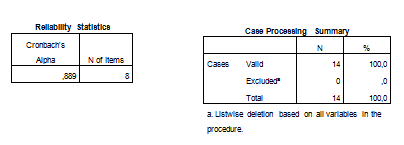 Reliability Statistics
Cronbach's
Alpha N of Items
,889 8
Case Processing Summary
N %
Cases Valid 14 100,0
Excludedª 0 ,0
Total 14 100,0
a. Listwise deletion based on all variables in the
procedure.